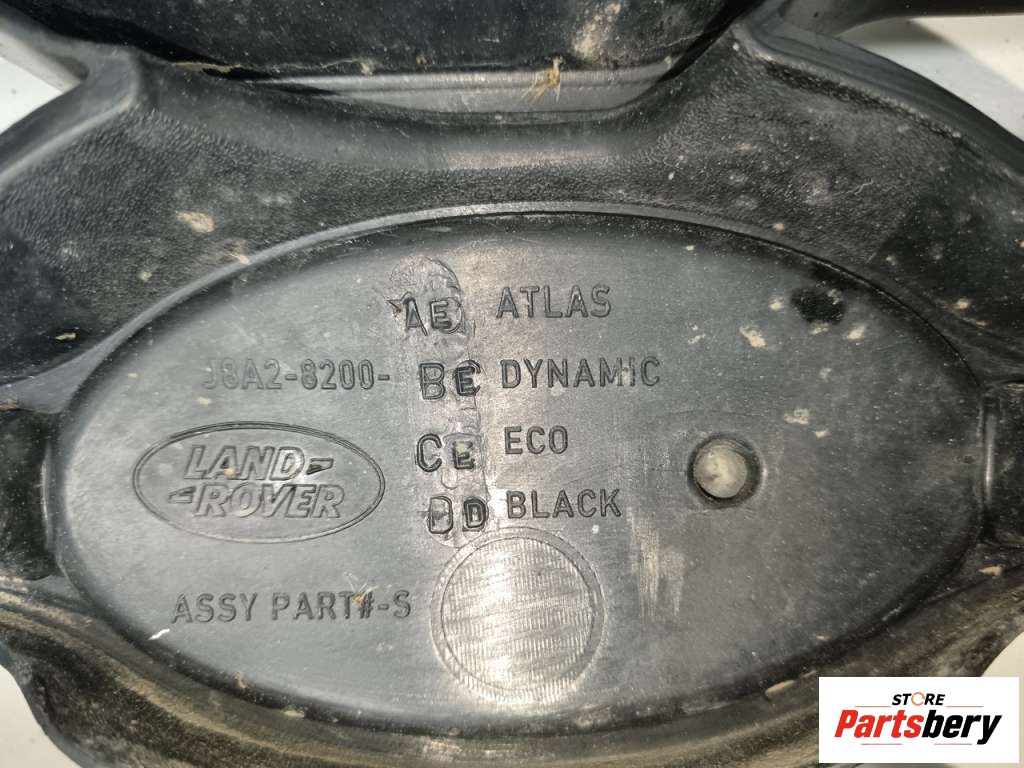 AE ATLAS
J8A2-8200- BE DYNAMIC
CE ECO
DD BLACK
LAND-
-ROVER
ASSY PART#-S
STORE
Partsbery